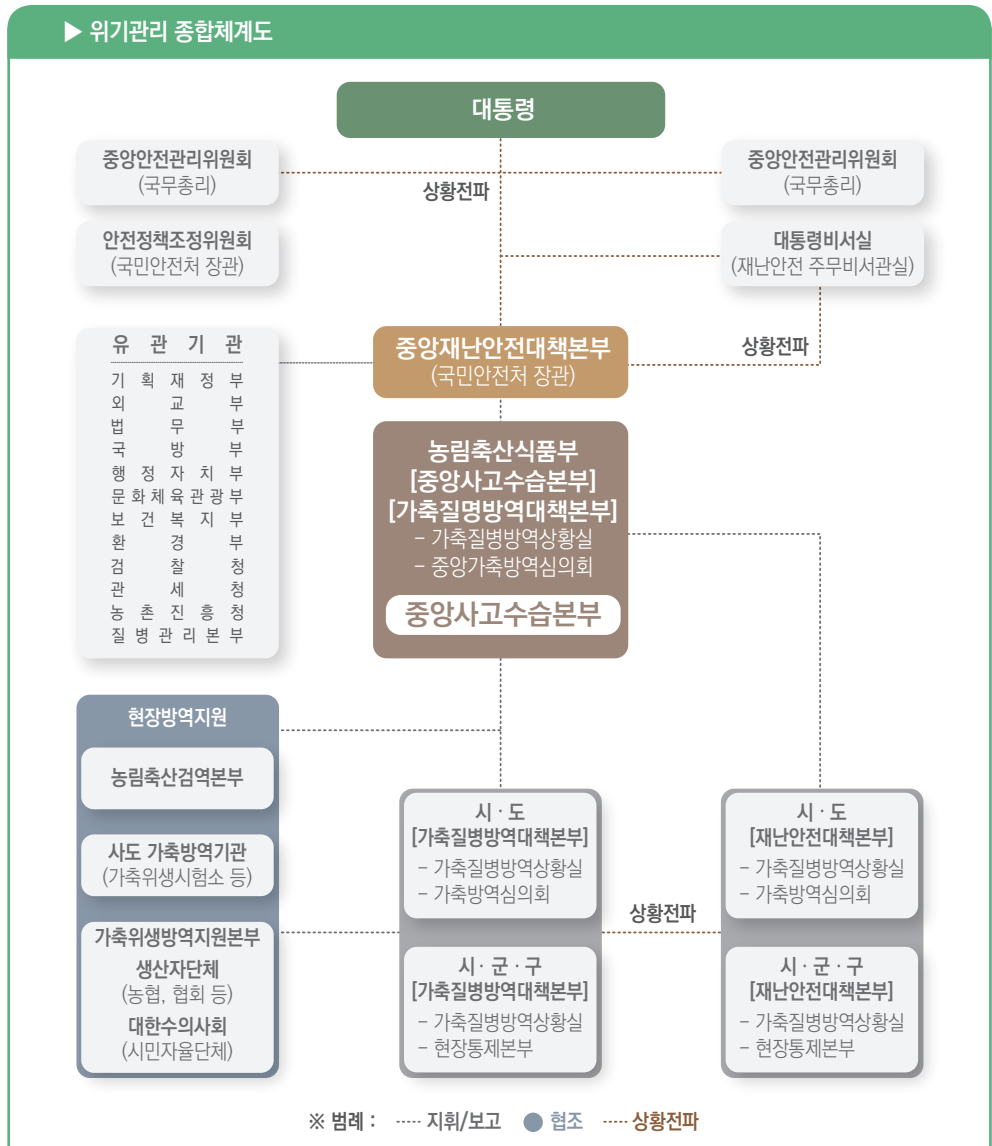 ▶ 위기관리 종합체계도
대통령
중앙안전관리위원회
(국무총리)
상황전파
중앙안전관리위원회
(국무총리)
안전정책조정위원회
(국민안전처 장관)
대통령비서실
(재난안전 주무비서관실)
유관기관
기획재정부
외교부
법무부
국방부
행정자치부
문화체육관광부
보건복지부
환경부
검찰청
관세청
농촌진흥청
질병관리본부
중앙재난안전대책본부
(국민안전처 장관)
상황전파
농림축산식품부
[중앙사고수습본부]
[가축질명방역대책본부]
- 가축질병방역상황실
- 중앙가축방역심의회
중앙사고수습본부
현장방역지원
농림축산검역본부
사도 가축방역기관
(가축위생시험소 등)
가축위생방역지원본부
생산자단체
(농협, 협회 등)
대한수의사회
(시민자율단체)
시 · 도
[가축질병방역대책본부]
- 가축질병방역상황실
- 가축방역심의회
시 · 군 · 구
[가축질병방역대책본부]
- 가축질병방역상황실
- 현장통제본부
상황전파
시 · 도
[재난안전대책본부]
- 가축질병방역상황실
- 가축방역심의회
시 · 군 · 구
[재난안전대책본부]
- 가축질병방역상황실
- 현장통제본부
※ 범례 : ····· 지휘/보고 ● 협조 ····· 상황전파